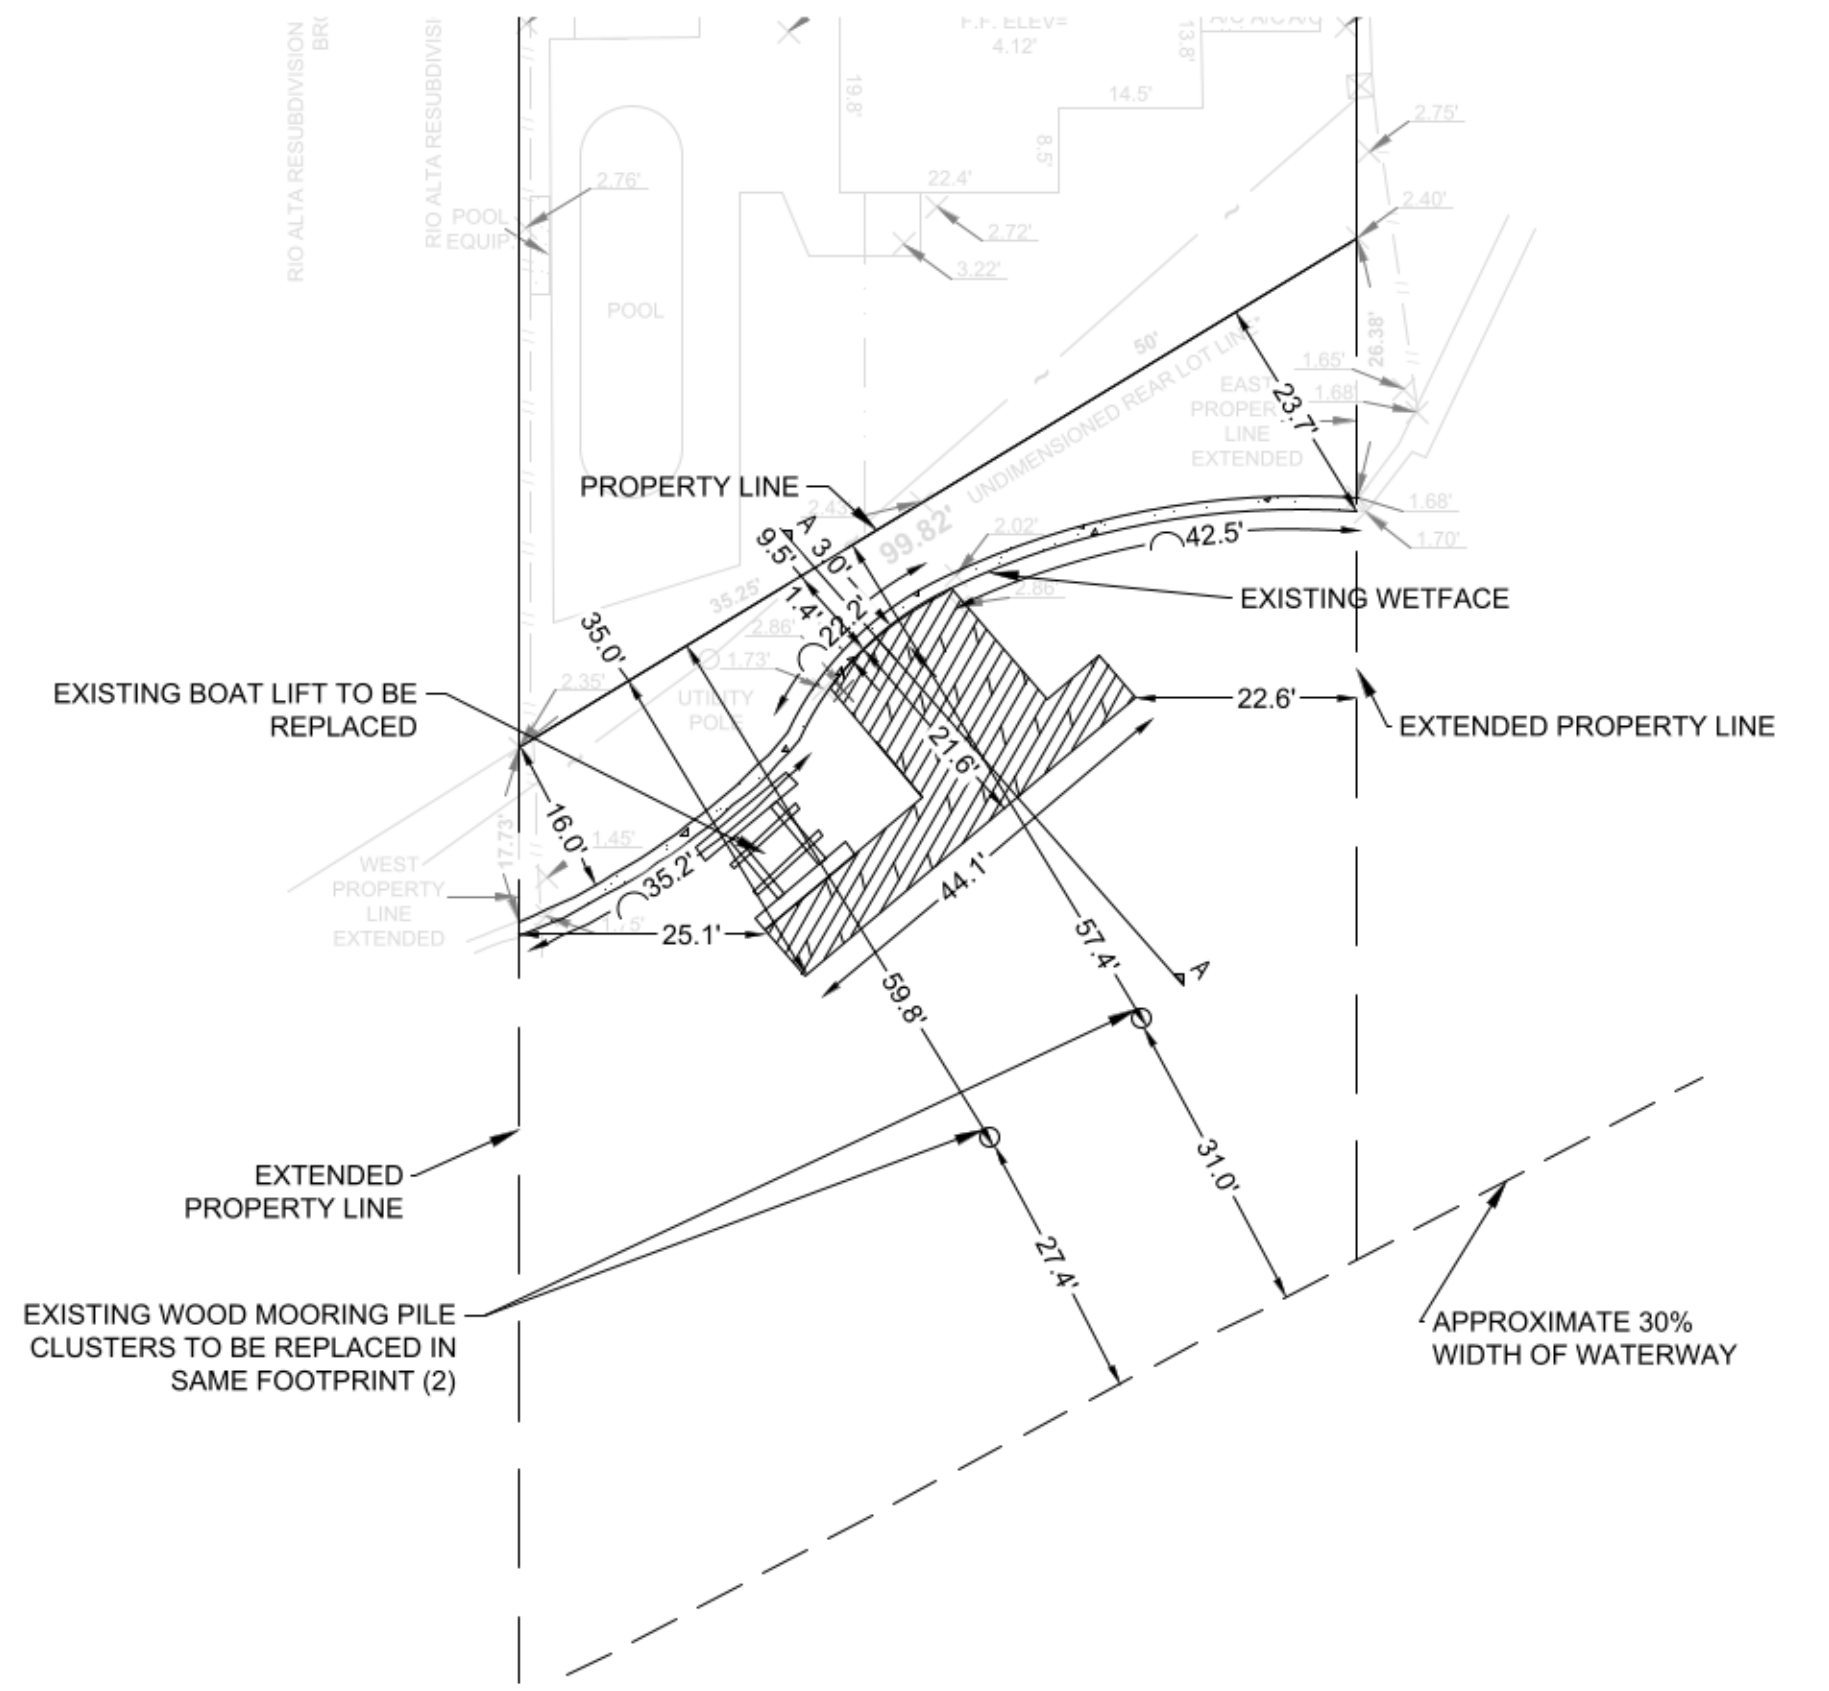 RIO ALTA RESUBDIVISION
F.F. ELEV=
4.12'
13.8'
19.8'
14.5'
8.5'
22.4'
2.75'
2.76'
2.40'
POOL
EQUIP.
2.72'
3.22'
POOL
50'
26.38'
UNDIMENSIONED REAR LOT LINE"
1.65'
1.68'
EAST
LINE
EXTENDED
23.7'
PROPERTY LINE
2.43'
99.82'
2.02'
1.68'
1.70'
42.5'
A
9.5'
3.0'
1.4'
22.2'
2.86'
EXISTING WETFACE
35.25'
35.0'
2.86'
1.73'
2.35'
UTILITY
POLE
EXISTING BOAT LIFT TO BE
REPLACED
22.6'
EXTENDED PROPERTY LINE
21.6'
16.0'
17.73'
1.45'
WEST
PROPERTY
LINE
EXTENDED
35.2'
1.75'
25.1'
44.1'
57.4'
A
59.8'
31.0'
27.4'
EXTENDED
PROPERTY LINE
EXISTING WOOD MOORING PILE
CLUSTERS TO BE REPLACED IN
SAME FOOTPRINT (2)
APPROXIMATE 30%
WIDTH OF WATERWAY